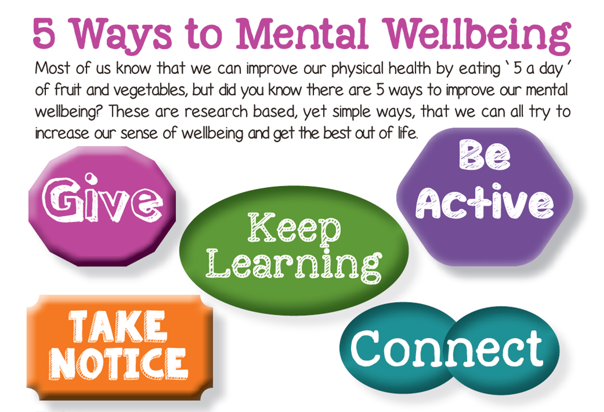 5 Ways to Mental Wellbeing
Most of us know that we can improve our physical health by eating ‘5 a day’
of fruit and vegetables, but did you know there are 5 ways to improve our mental
wellbeing? These are research based, yet simple ways, that we can all try to
increase our sense of wellbeing and get the best out of life.
Give
Be
Active
Keep
Learning
TAKE
NOTICE
Connect